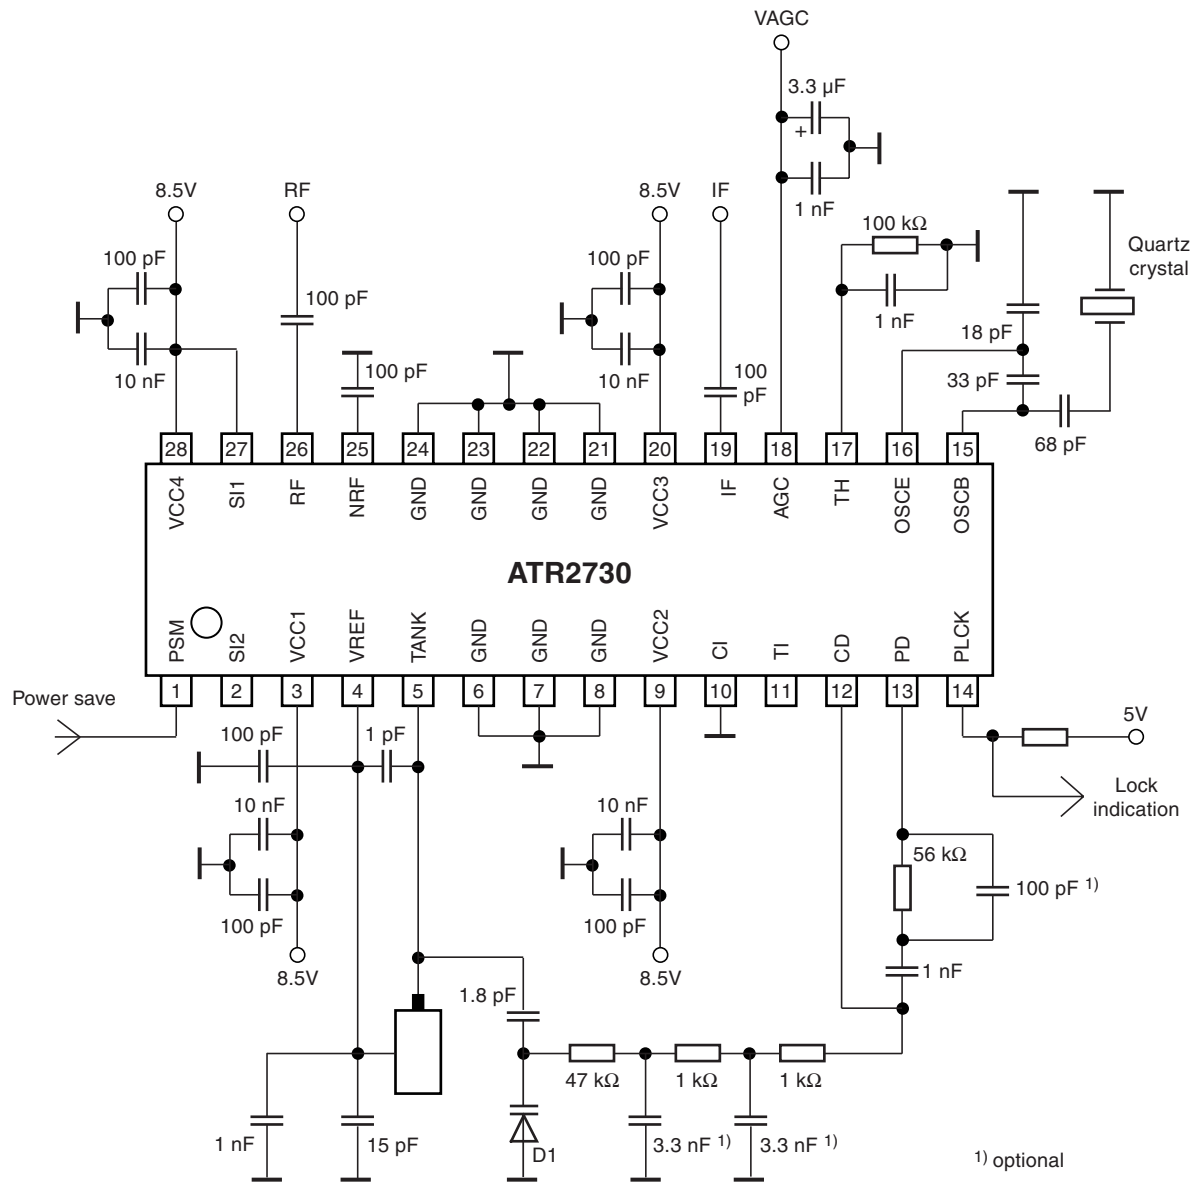 VAGC
3.3 µF
+
1 nF
8.5V
RF
8.5V
IF
100 kΩ
Quartz
crystal
100 pF
100 pF
100 pF
1 nF
18 pF
10 nF
100 pF
10 nF
100
pF
33 pF
68 pF
28 27 26 25 24 23 22 21 20 19 18 17 16 15
VCC4 SI1 RF NRF GND GND GND GND VCC3 IF AGC TH OSCE OSCB
ATR2730
PSM SI2 VCC1 VREF TANK GND GND GND VCC2 CI TI CD PD PLCK
1 2 3 4 5 6 7 8 9 10 11 12 13 14
Power save
100 pF
1 pF
5V
Lock
indication
10 nF
10 nF
56 kΩ
100 pF 1)
100 pF
100 pF
1 nF
8.5V
8.5V
1.8 pF
47 kΩ
1 kΩ
1 kΩ
1 nF
15 pF
D1
3.3 nF 1)
3.3 nF 1)
1) optional